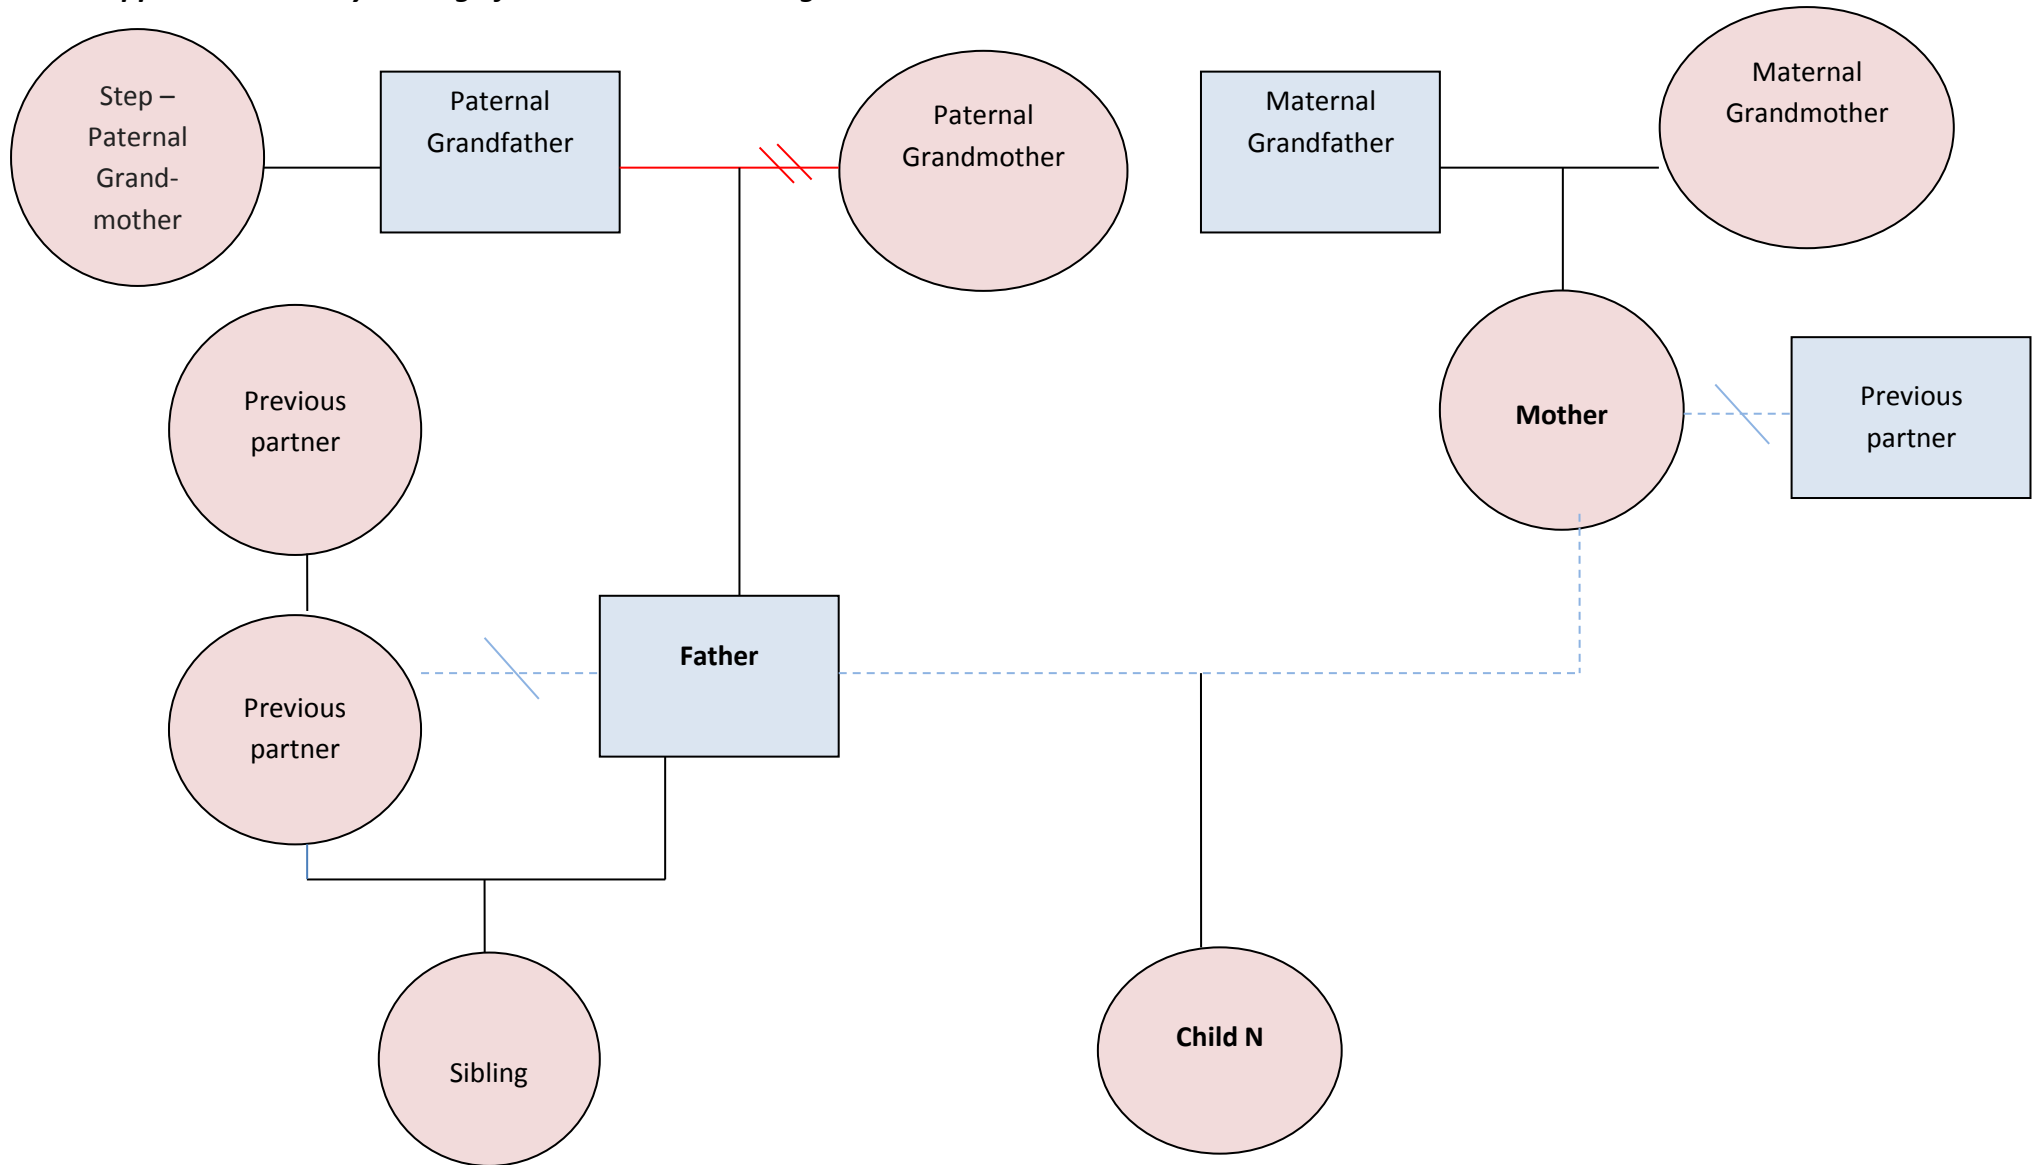 Step –
Paternal
Grand-
mother
Paternal
Grandfather
Paternal
Grandmother
Maternal
Grandfather
Maternal
Grandmother
Previous
partner
Mother
Previous
partner
Father
Previous
partner
Sibling
Child N